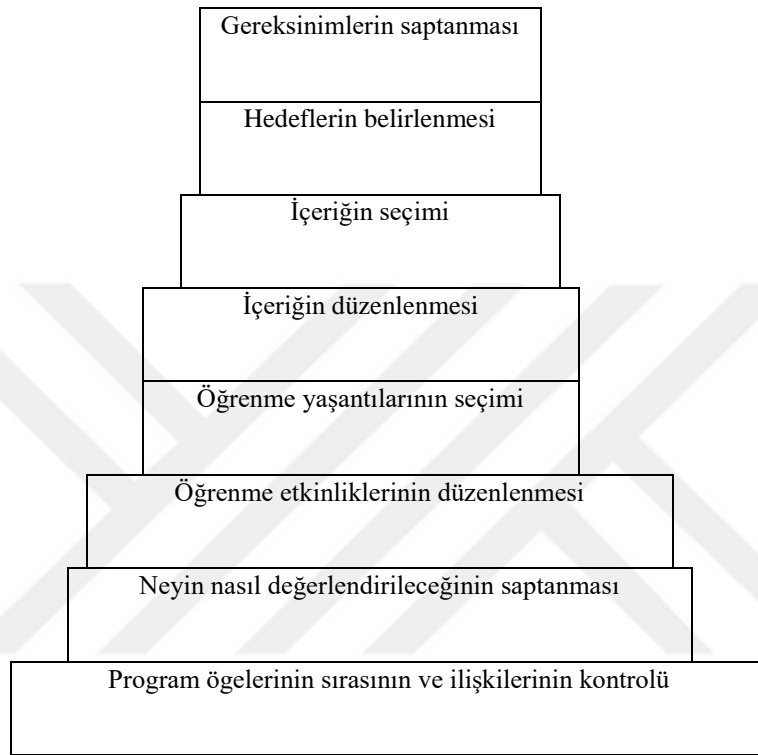 Gereksinimlerin saptanması
Hedeflerin belirlenmesi
İçeriğin seçimi
İçeriğin düzenlenmesi
Öğrenme yaşantılarının seçimi
Öğrenme etkinliklerinin düzenlenmesi
Neyin nasıl değerlendirileceğinin saptanması
Program ögelerinin sırasının ve ilişkilerinin kontrolü